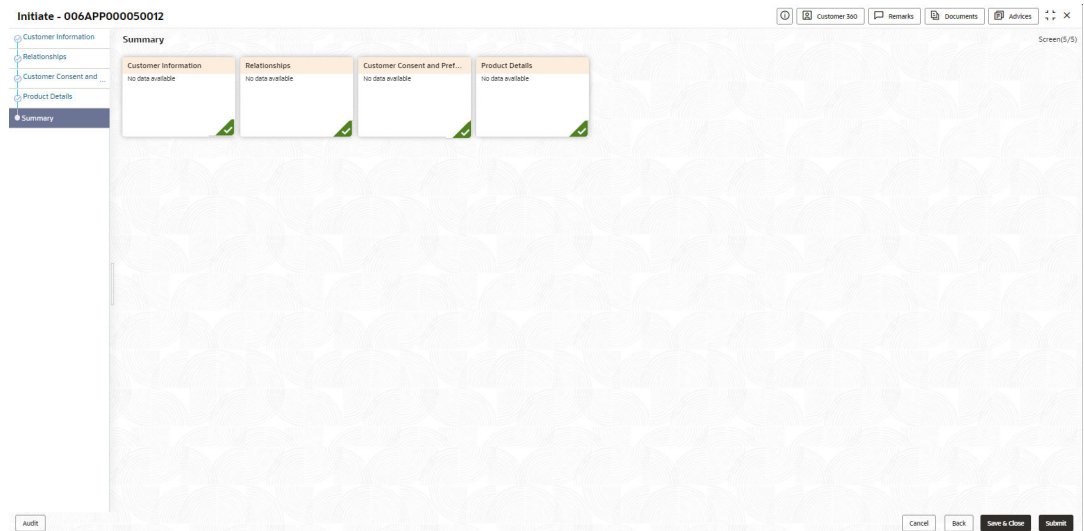 Initiate - 006APP000050012
Customer 360
Remarks
Documents
Advices
Customer Information
Relationships
Customer Consent and ...
Product Details
Summary
Summary
Screen(5/5)
Customer Information
No data available
Relationships
No data available
Customer Consent and Pref...
No data available
Product Details
No data available
Audit
Cancel
Back
Save & Close
Submit